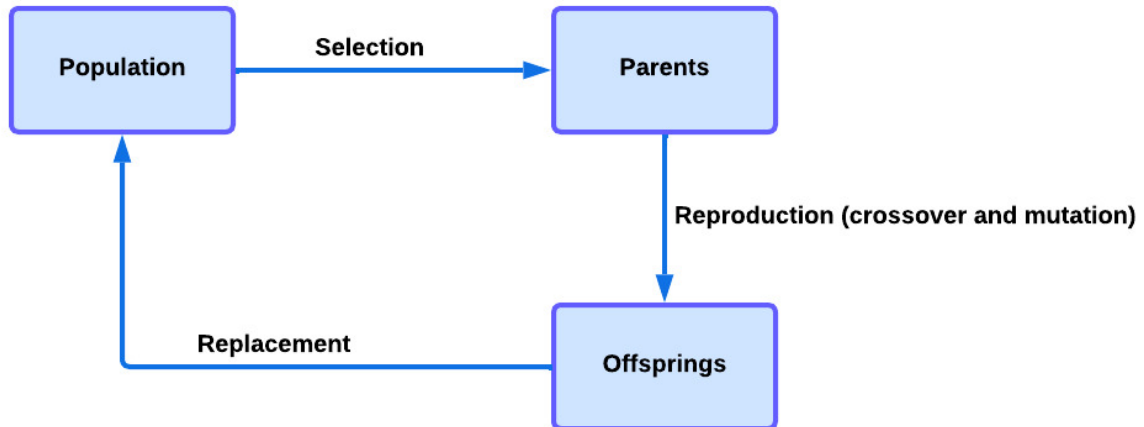 Population
Selection
Parents
Reproduction (crossover and mutation)
Replacement
Offsprings